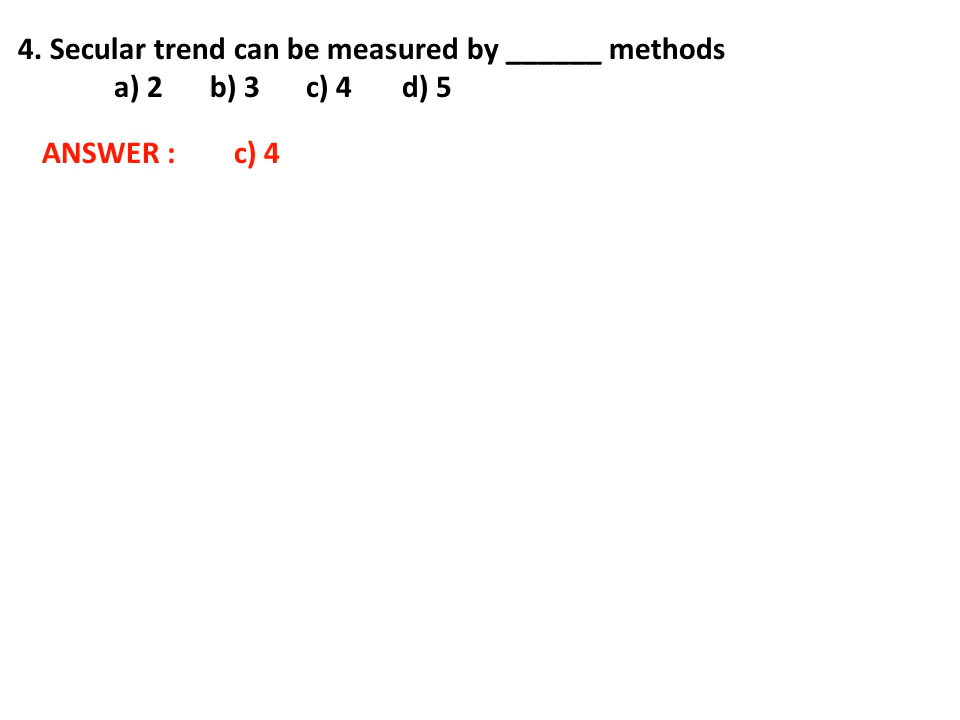 4. Secular trend can be measured by ______ methods
a) 2 b) 3 c) 4 d) 5
ANSWER : c) 4